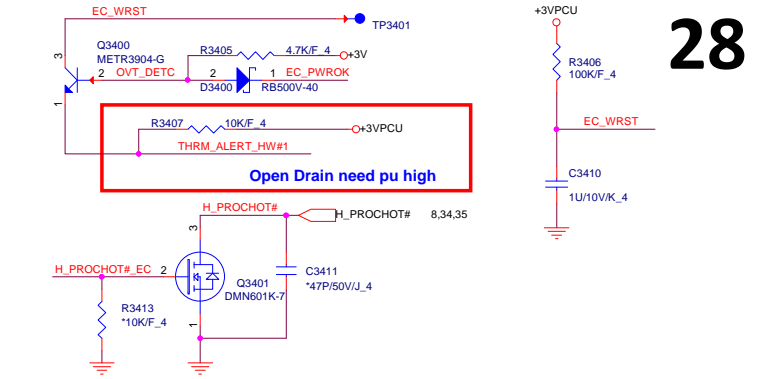 EC_WRST
TP3401
Q3400
METR3904-G
3
2
1
OVT_DETC
R3405
4.7K/F_4
+3V
2
1
EC_PWROK
D3400
RB500V-40
R3407
10K/F_4
+3VPCU
THRM_ALERT_HW#1
Open Drain need pu high
+3VPCU
28
R3406
100K/F_4
EC_WRST
C3410
1U/10V/K_4
H_PROCHOT#
H_PROCHOT#
8,34,35
3
H_PROCHOT#_EC
2
Q3401
DMN601K-7
1
C3411
*47P/50V/J_4
R3413
*10K/F_4